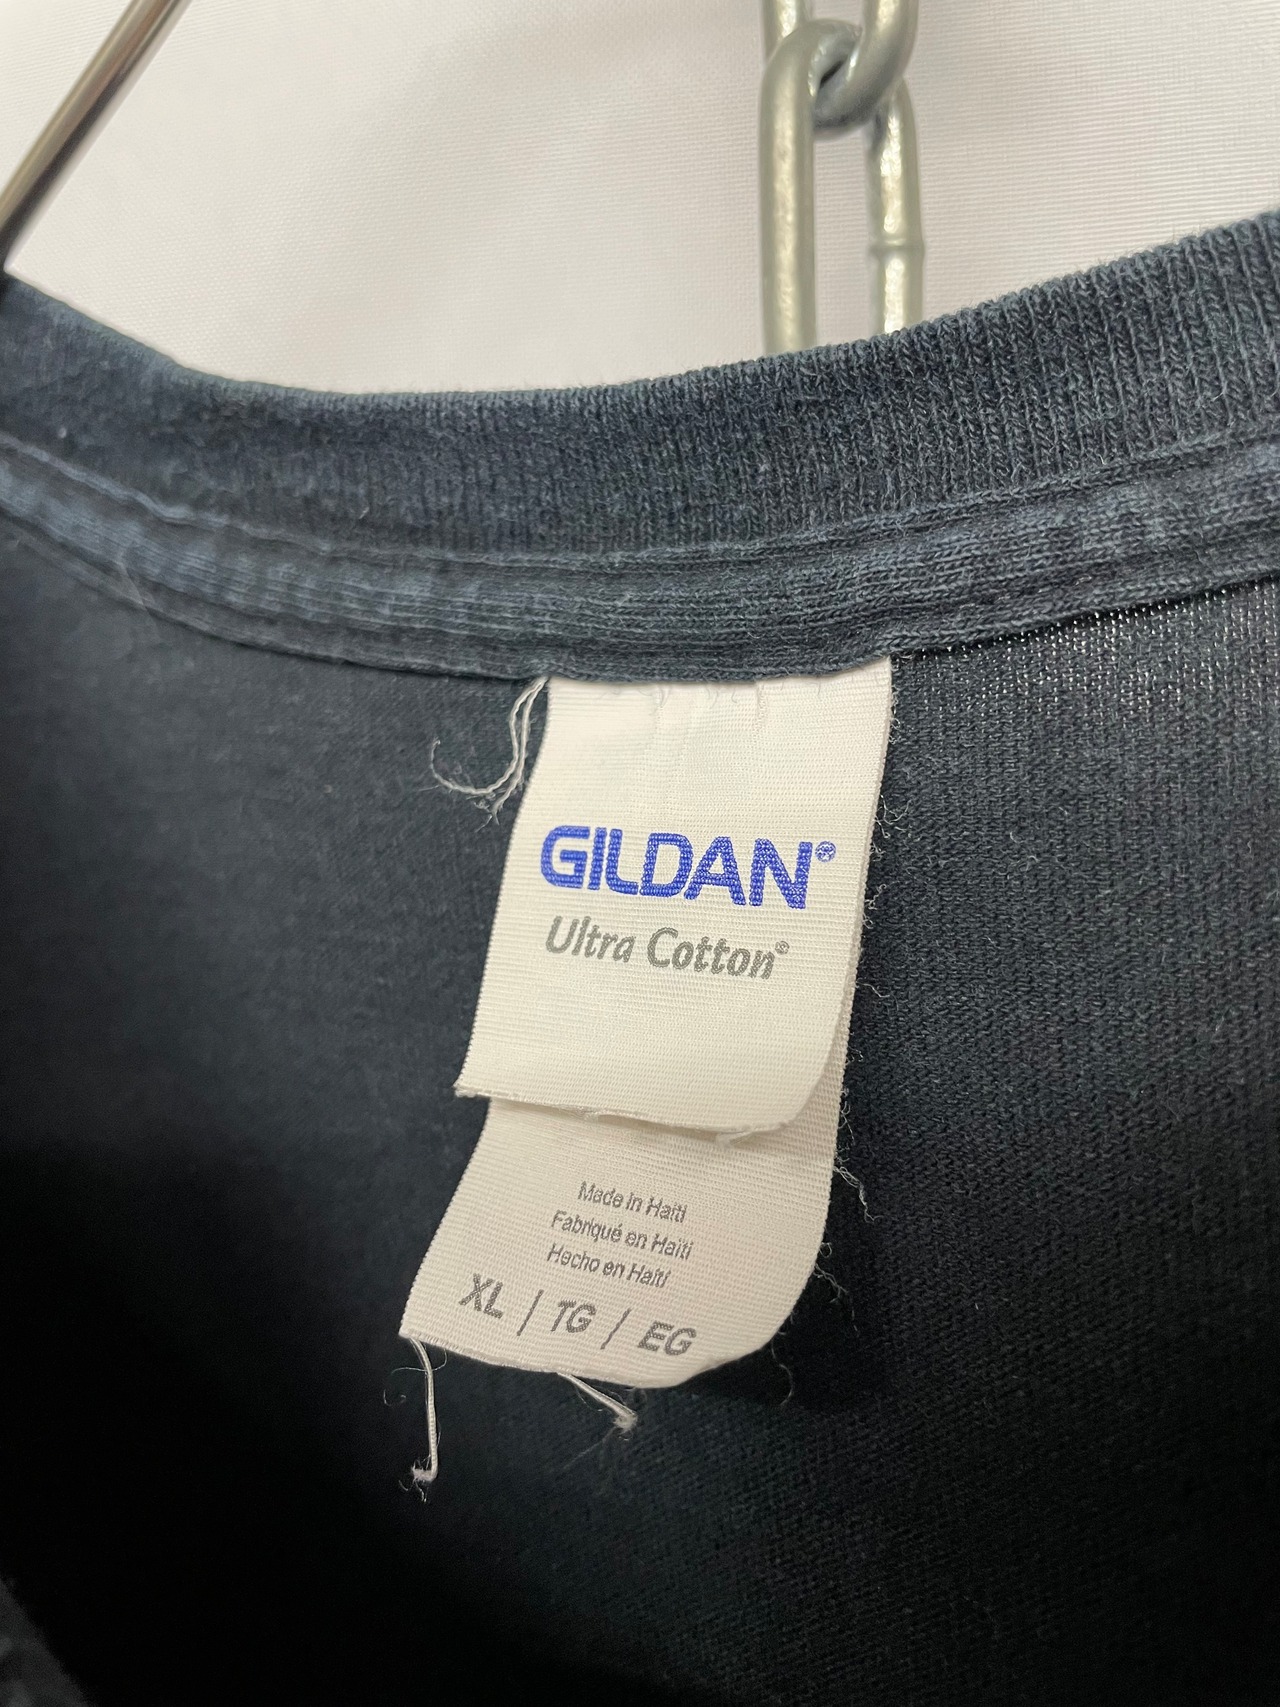 GILDAN®
Ultra Cotton®
Made in Haiti
Fabriqué en Haïti
Hecho en Haití
XL / TG / EG